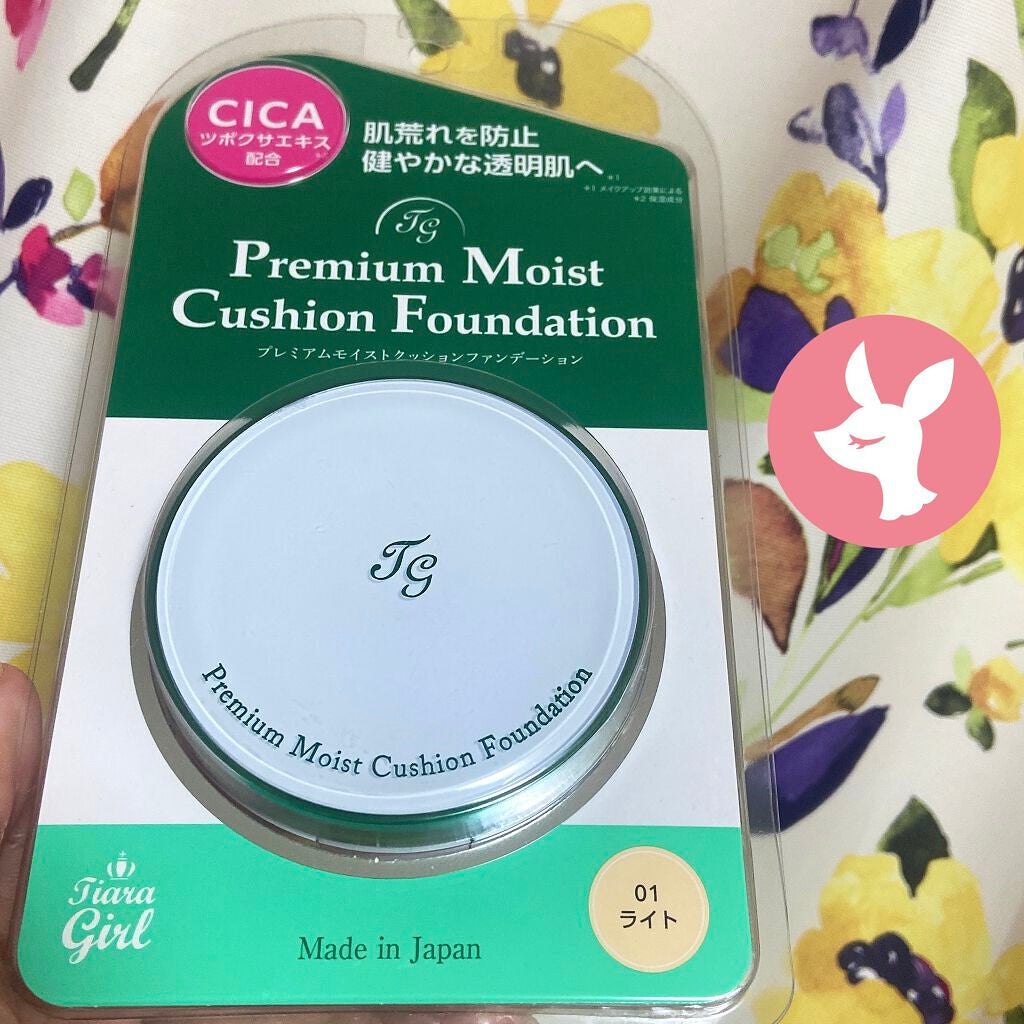 CICA
ツボクサエキス
配合
※2
肌荒れを防止
健やかな透明肌へ
※1
※1 メイクアップ効果による
※2 保湿成分
TG
Premium Moist
Cushion Foundation
プレミアムモイストクッションファンデーション
TG
Premium Moist Cushion Foundation
Tiara
Girl
Made in Japan
01
ライト